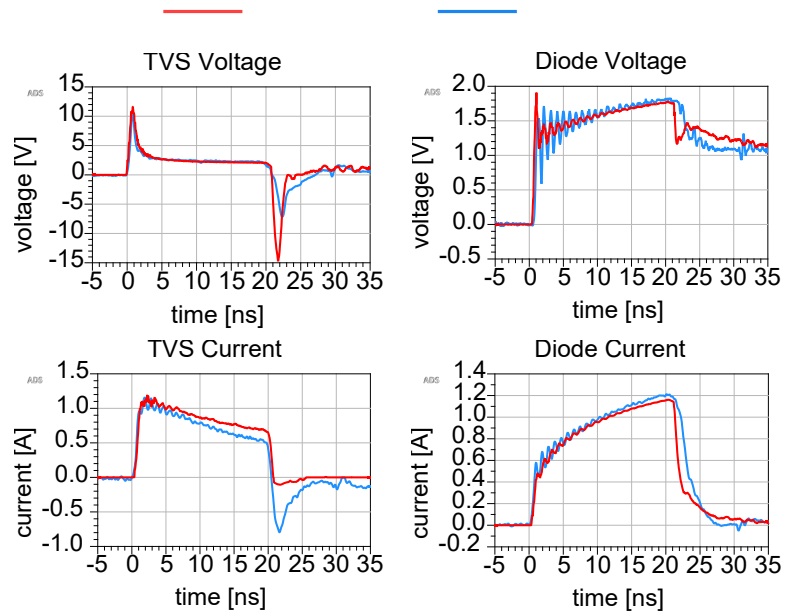 TVS Voltage
ADS
15
10
5
0
-5
-10
-15
voltage [V]
-5 0 5 10 15 20 25 30 35
time [ns]
Diode Voltage
ADS
2.0
1.5
1.0
0.5
0.0
-0.5
voltage [V]
-5 0 5 10 15 20 25 30 35
time [ns]
TVS Current
ADS
1.5
1.0
0.5
0.0
-0.5
-1.0
current [A]
-5 0 5 10 15 20 25 30 35
time [ns]
Diode Current
ADS
1.4
1.2
1.0
0.8
0.6
0.4
0.2
0.0
-0.2
current [A]
-5 0 5 10 15 20 25 30 35
time [ns]